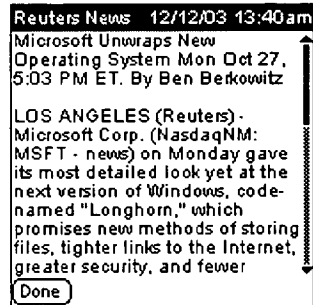 Reuters News 12/12/03 13:40am
Microsoft Unwraps New
Operating System Mon Oct 27,
5:03 PM ET. By Ben Berkowitz
LOS ANGELES (Reuters) -
Microsoft Corp. (NasdaqNM:
MSFT - news) on Monday gave
its most detailed look yet at the
next version of Windows, code-
named "Longhorn," which
promises new methods of storing
files, tighter links to the Internet,
greater security, and fewer
Done